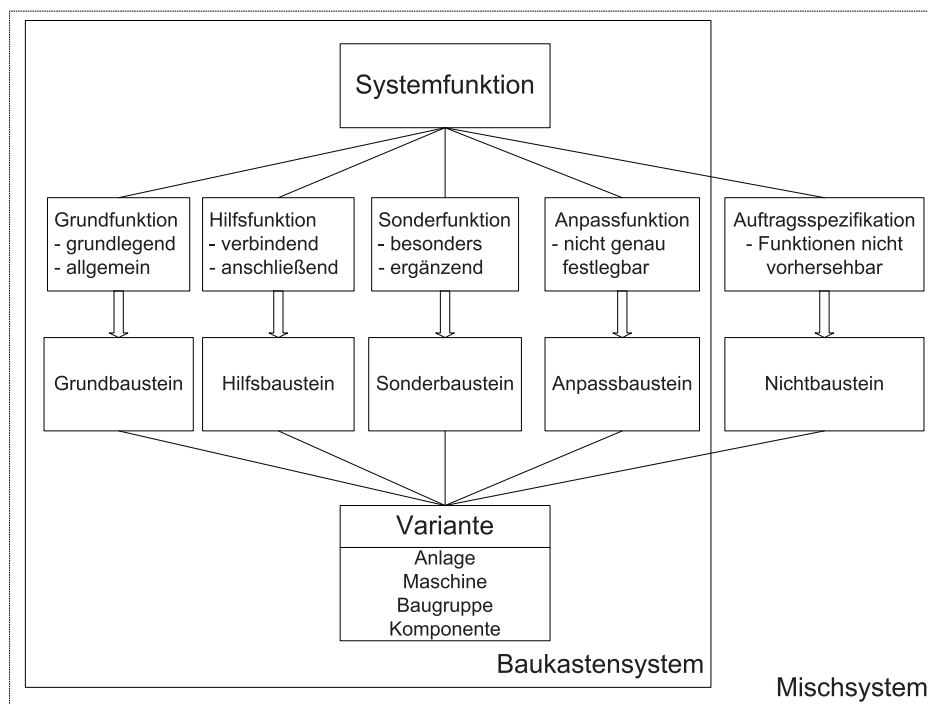 Systemfunktion
Grundfunktion
- grundlegend
- allgemein
Hilfsfunktion
- verbindend
- anschließend
Sonderfunktion
- besonders
- ergänzend
Anpassfunktion
- nicht genau
festlegbar
Auftragsspezifikation
- Funktionen nicht
vorhersehbar
Grundbaustein
Hilfsbaustein
Sonderbaustein
Anpassbaustein
Nichtbaustein
Variante
Anlage
Maschine
Baugruppe
Komponente
Baukastensystem
Mischsystem